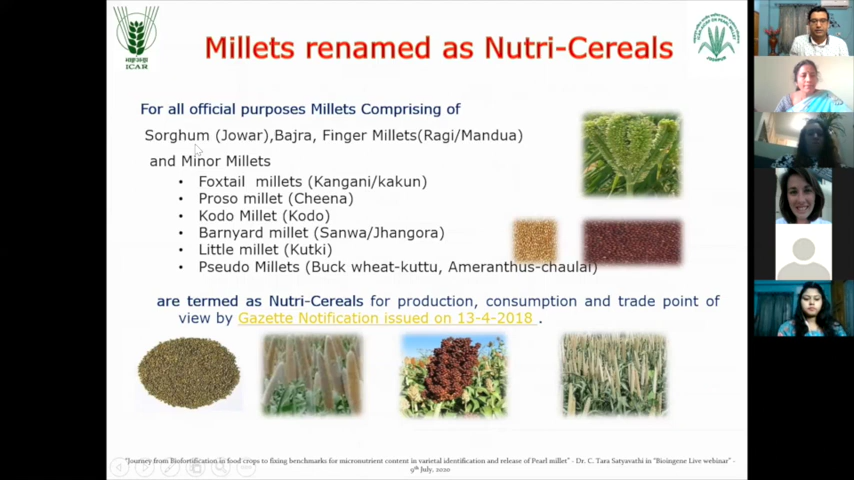 Millets renamed as Nutri-Cereals
ICAR
For all official purposes Millets Comprising of
Sorghum (Jowar),Bajra, Finger Millets(Ragi/Mandua)
and Minor Millets
• Foxtail millets (Kangani/kakun)
• Proso millet (Cheena)
• Kodo Millet (Kodo)
• Barnyard millet (Sanwa/Jhangora)
• Little millet (Kutki)
• Pseudo Millets (Buck wheat-kuttu, Ameranthus-chaulai)
are termed as Nutri-Cereals for production, consumption and trade point of
view by Gazette Notification issued on 13-4-2018 .
"Journey from Biofortification in food crops to fixing benchmarks for micronutrient content in varietal identification and release of Pearl millet" - Dr. C. Tara Satyavathi in "Bioingene Live webinar" -
9th July, 2020